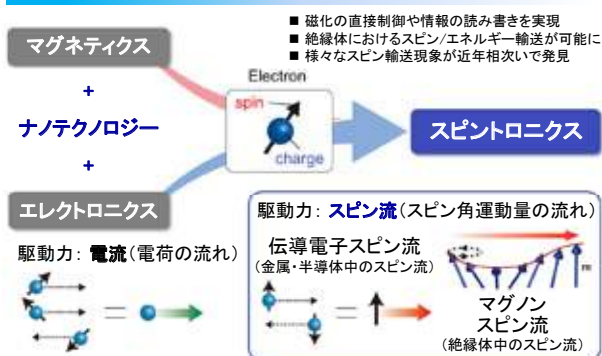 ■ 磁化の直接制御や情報の読み書きを実現
■ 絶縁体におけるスピン/エネルギー輸送が可能に
■ 様々なスピン輸送現象が近年相次いで発見
マグネティクス
+
ナノテクノロジー
+
エレクトロニクス
Electron
spin
charge
スピントロニクス
駆動力: 電流(電荷の流れ)
=
駆動力: スピン流(スピン角運動量の流れ)
伝導電子スピン流
(金属・半導体中のスピン流)
=
m
マグノン
スピン流
(絶縁体中のスピン流)